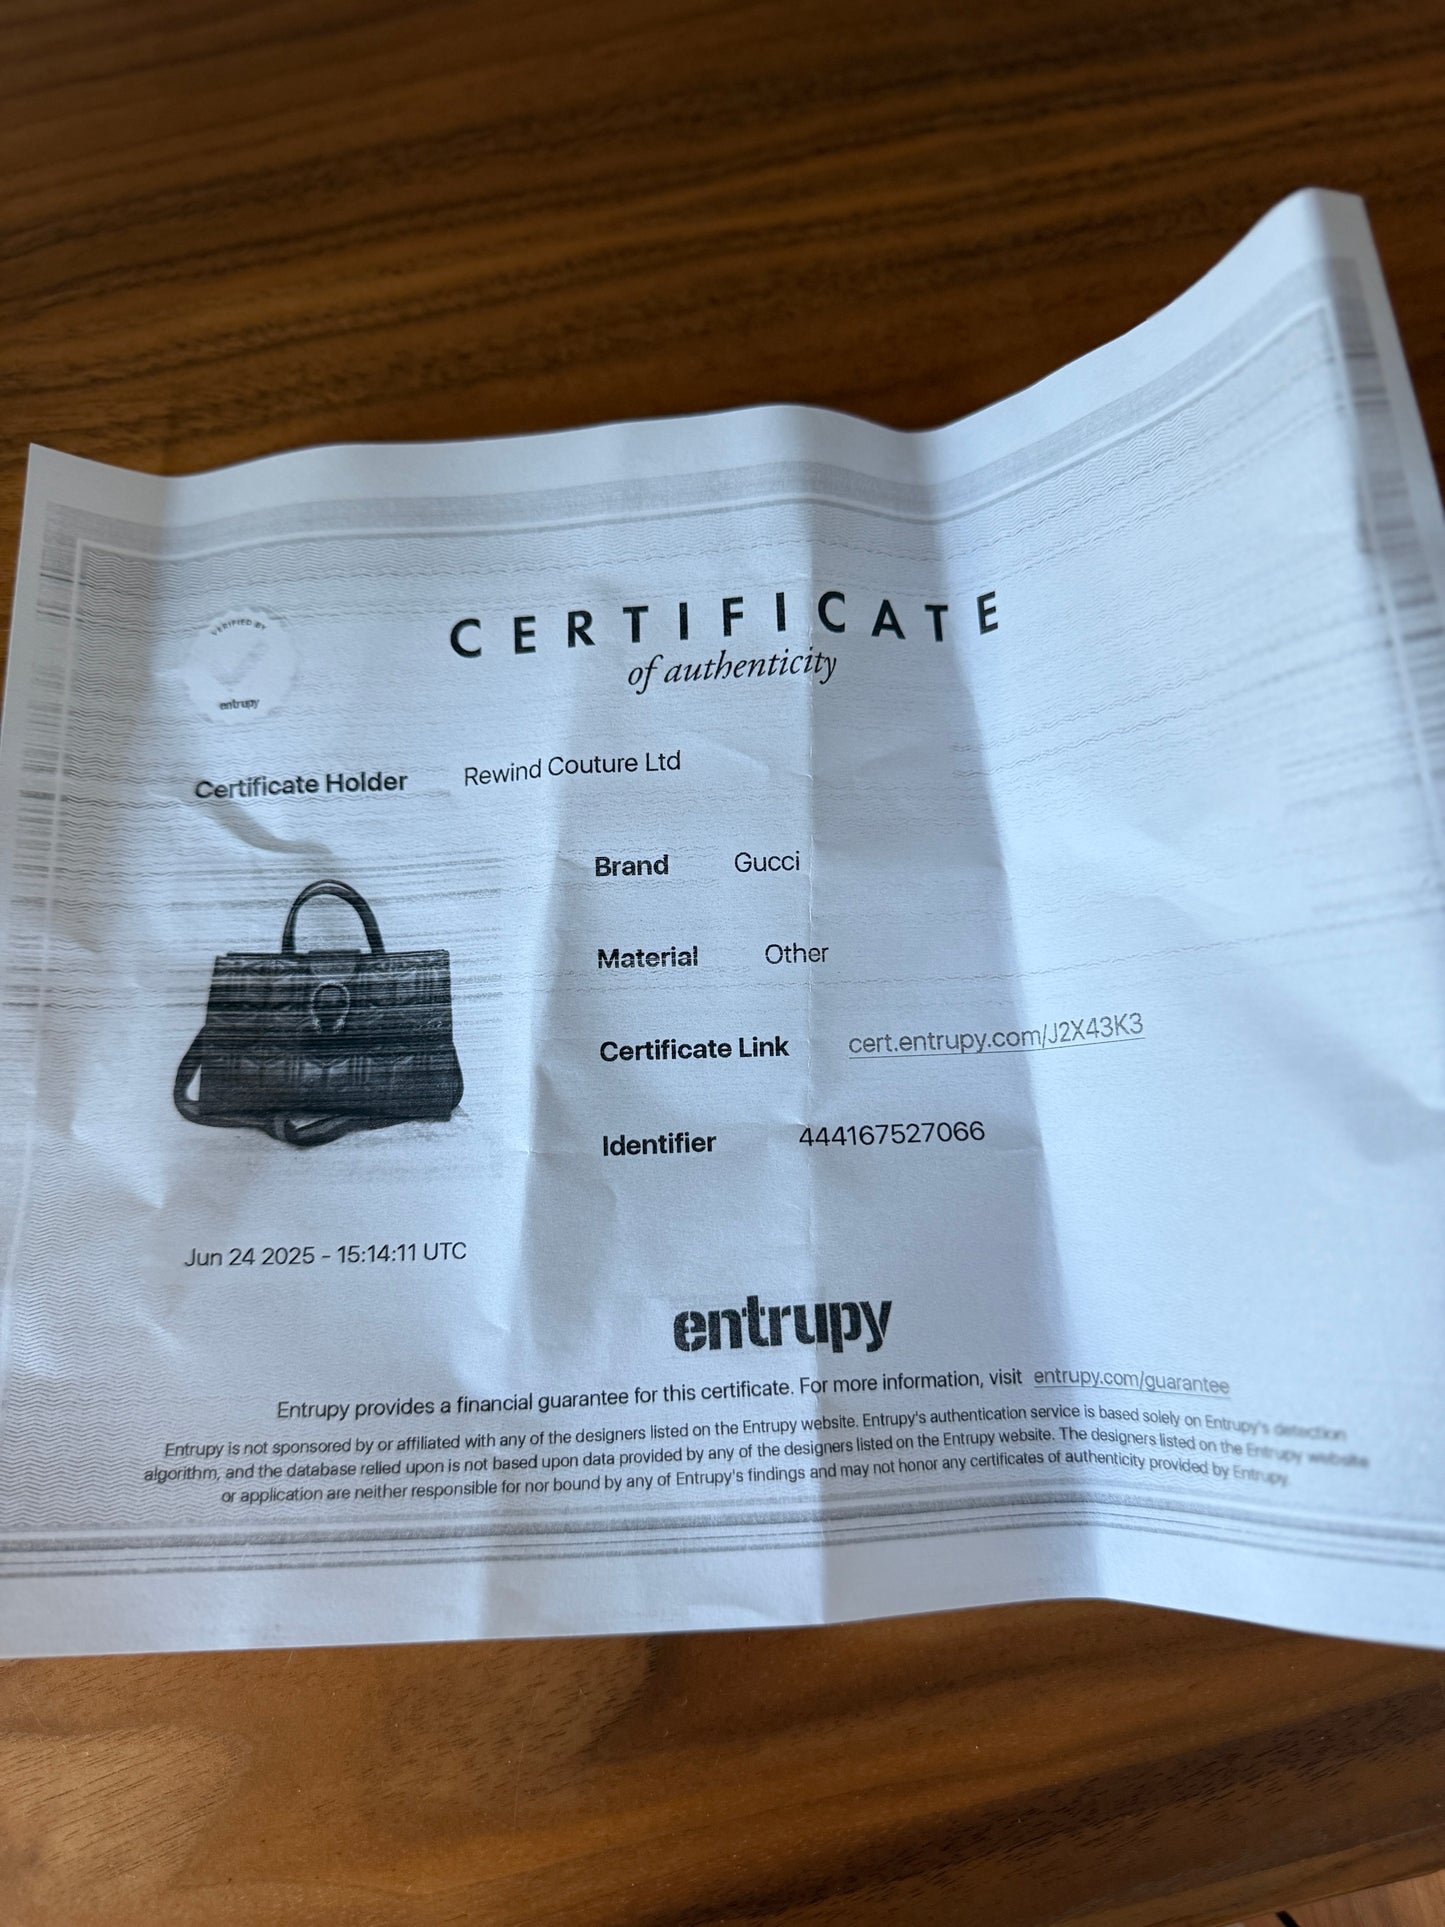 CERTIFICATE
of authenticity
VERIFIED BY
entrupy
Certificate Holder Rewind Couture Ltd
Brand Gucci
Material Other
Certificate Link cert.entrupy.com/J2X43K3
Identifier 444167527066
Jun 24 2025 - 15:14:11 UTC
entrupy
Entrupy provides a financial guarantee for this certificate. For more information, visit entrupy.com/guarantee
Entrupy is not sponsored by or affiliated with any of the designers listed on the Entrupy website. Entrupy's authentication service is based solely on Entrupy's detection
algorithm, and the database relied upon is not based upon data provided by any of the designers listed on the Entrupy website. The designers listed on the Entrupy website
or application are neither responsible for nor bound by any of Entrupy's findings and may not honor any certificates of authenticity provided by Entrupy.